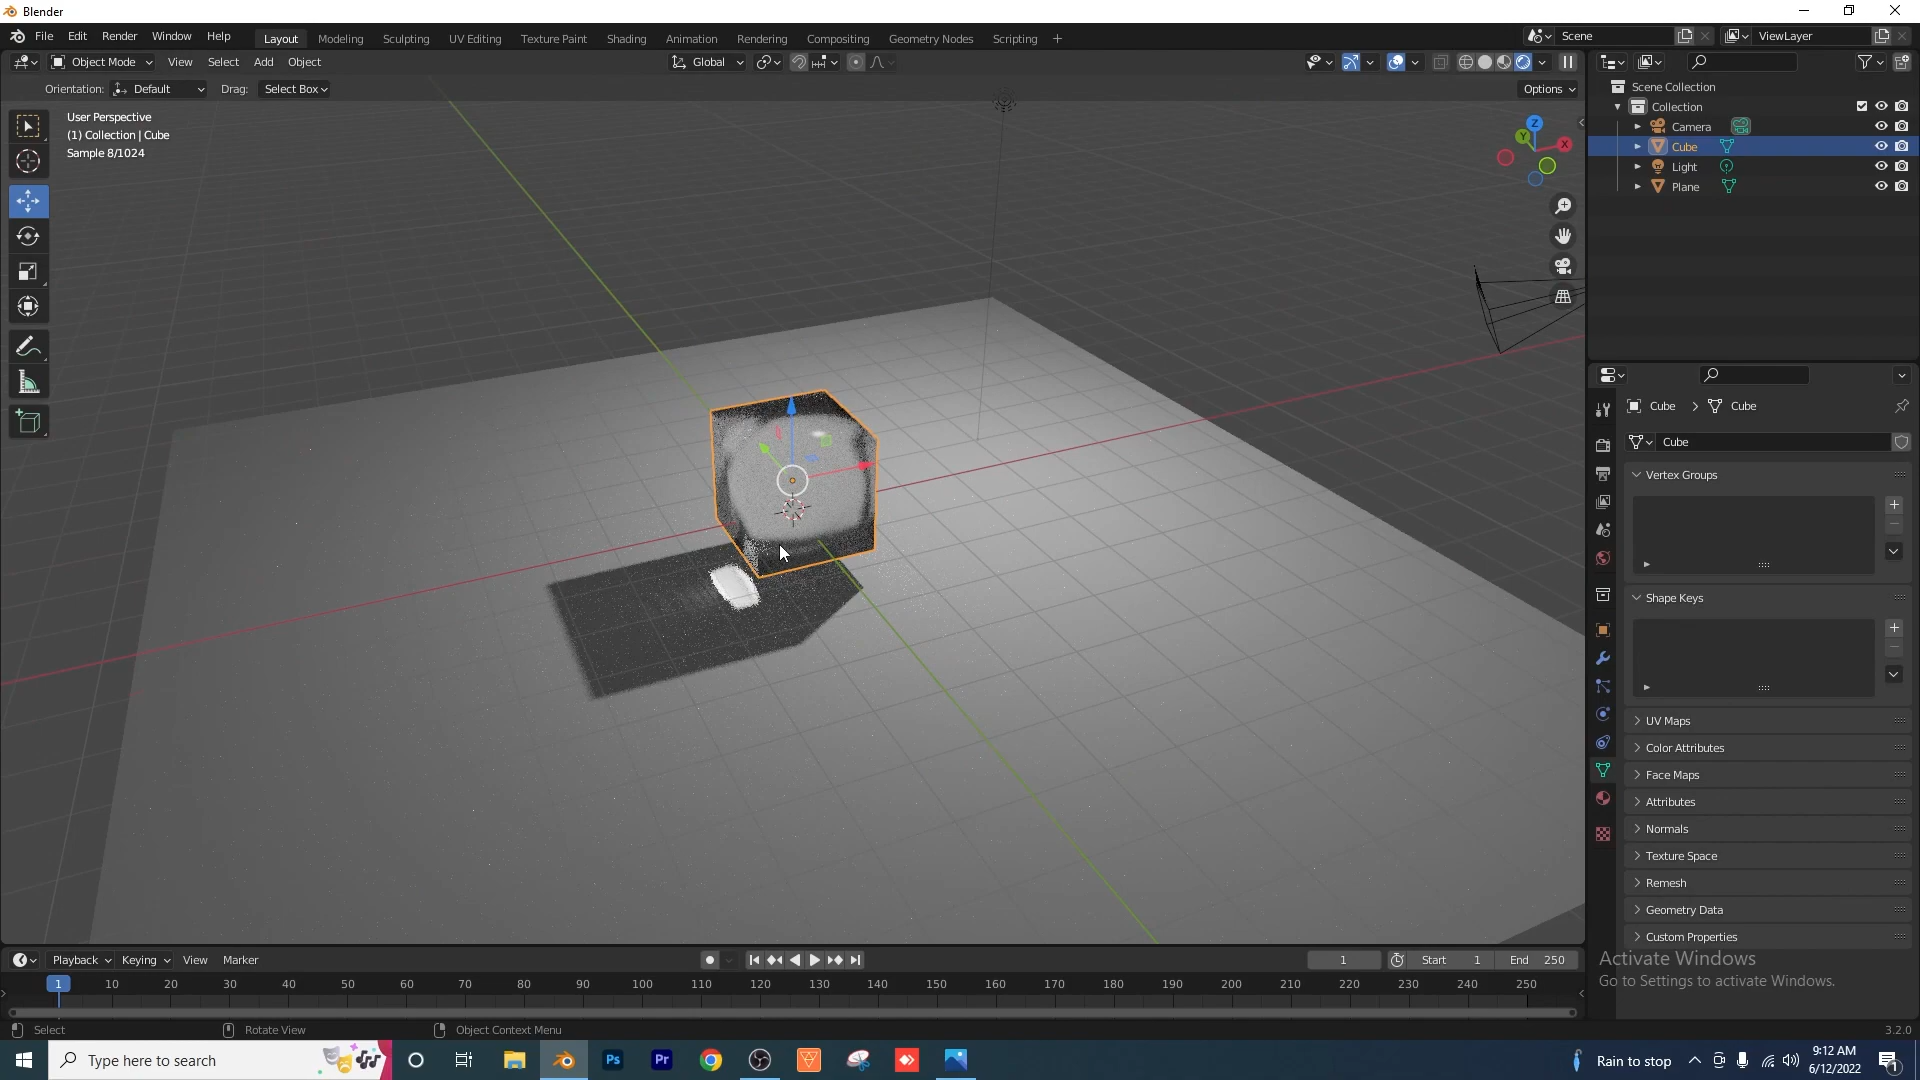 Blender
File Edit Render Window Help
Layout Modeling Sculpting UV Editing Texture Paint Shading Animation Rendering Compositing Geometry Nodes Scripting +
Scene
ViewLayer
Object Mode View Select Add Object
Global
Orientation: Default Drag: Select Box
Options
User Perspective
(1) Collection | Cube
Sample 8/1024
Z
Y
X
Scene Collection
Collection
Camera
Cube
Light
Plane
Cube > Cube
Cube
Vertex Groups
Shape Keys
UV Maps
Color Attributes
Face Maps
Attributes
Normals
Texture Space
Remesh
Geometry Data
Custom Properties
Activate Windows
Go to Settings to activate Windows.
Playback Keying View Marker
1 Start 1 End 250
1 10 20 30 40 50 60 70 80 90 100 110 120 130 140 150 160 170 180 190 200 210 220 230 240 250
Select Rotate View Object Context Menu
3.2.0
Type here to search
Ps
Pr
Rain to stop
9:12 AM
6/12/2022
1